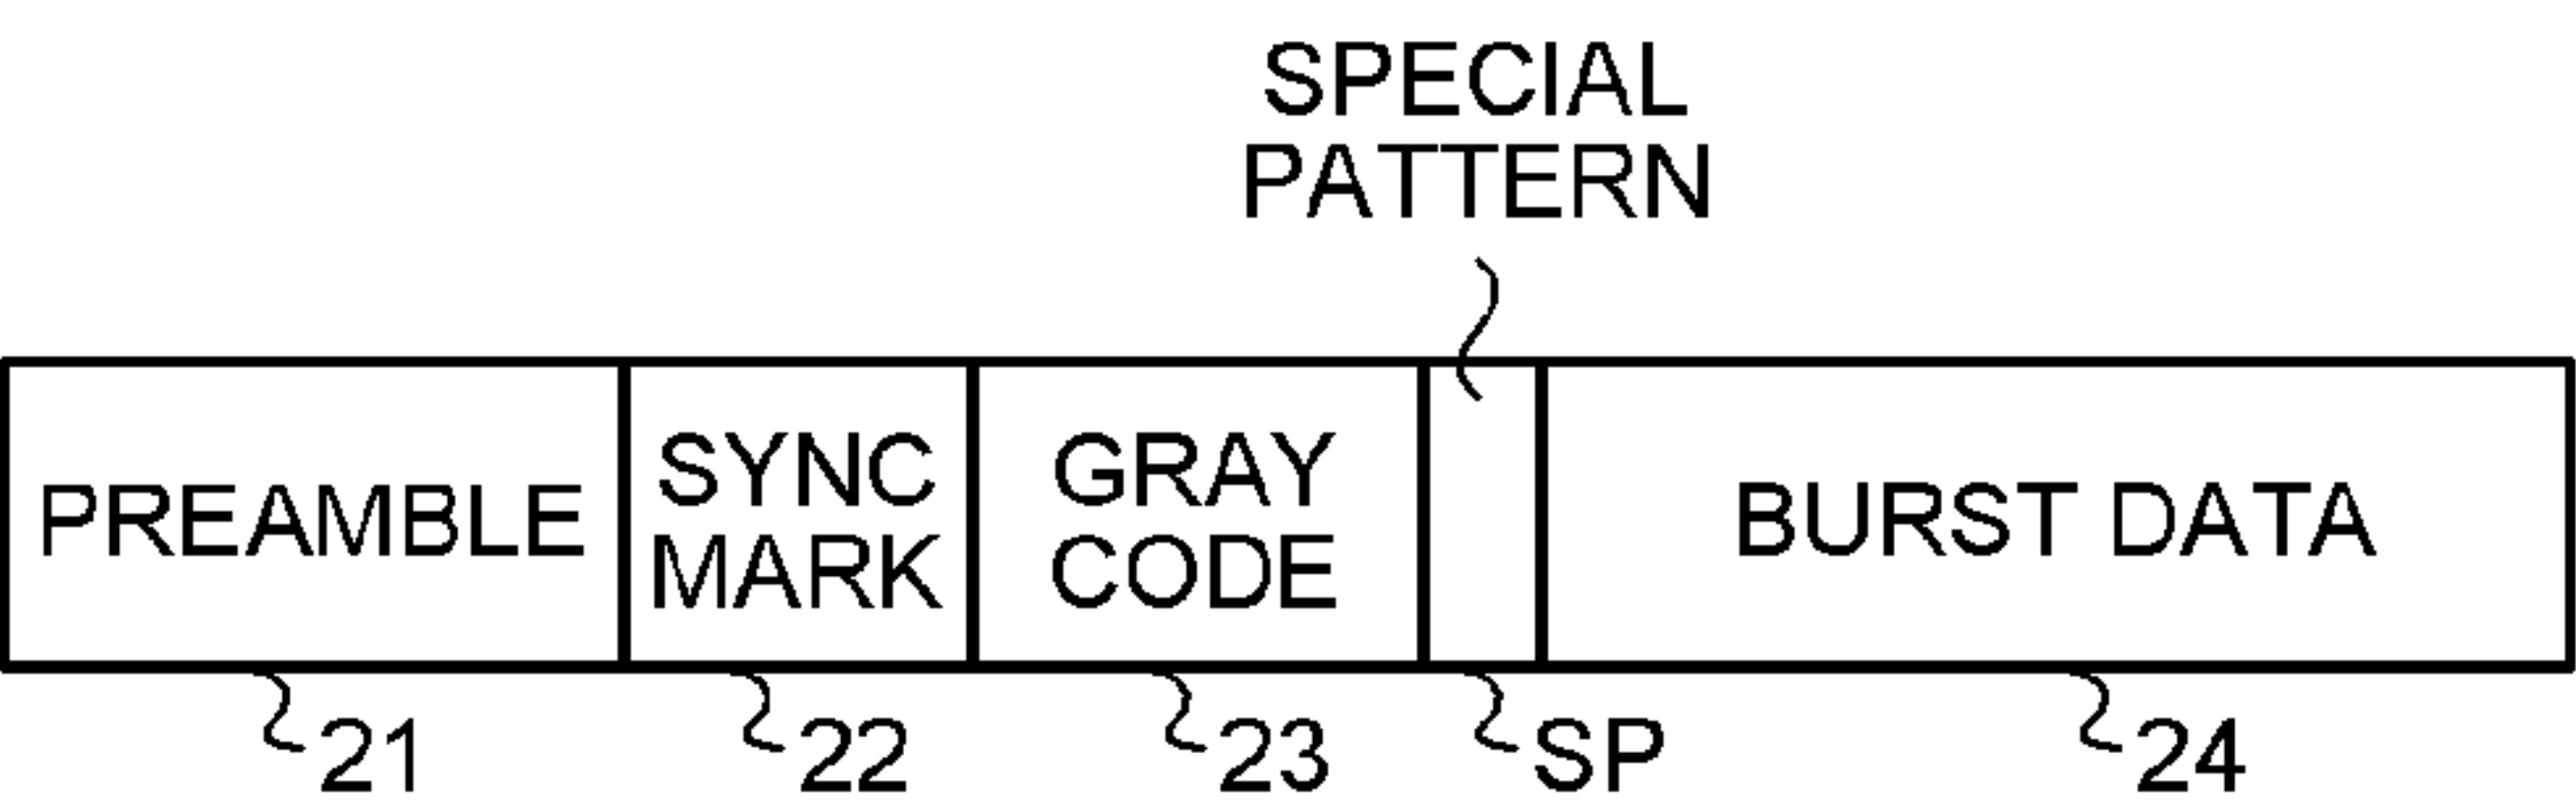 SPECIAL
PATTERN
PREAMBLE
SYNC
MARK
GRAY
CODE
BURST DATA
21
22
23
SP
24